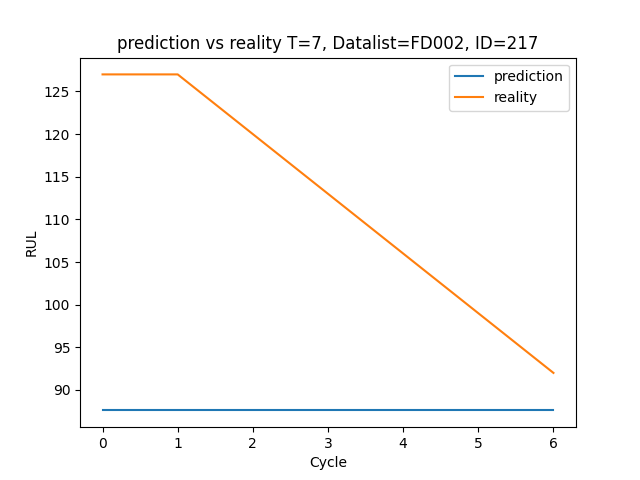 prediction vs reality T=7, Datalist=FD002, ID=217
prediction
reality
RUL
125
120
115
110
105
100
95
90
0 1 2 3 4 5 6
Cycle